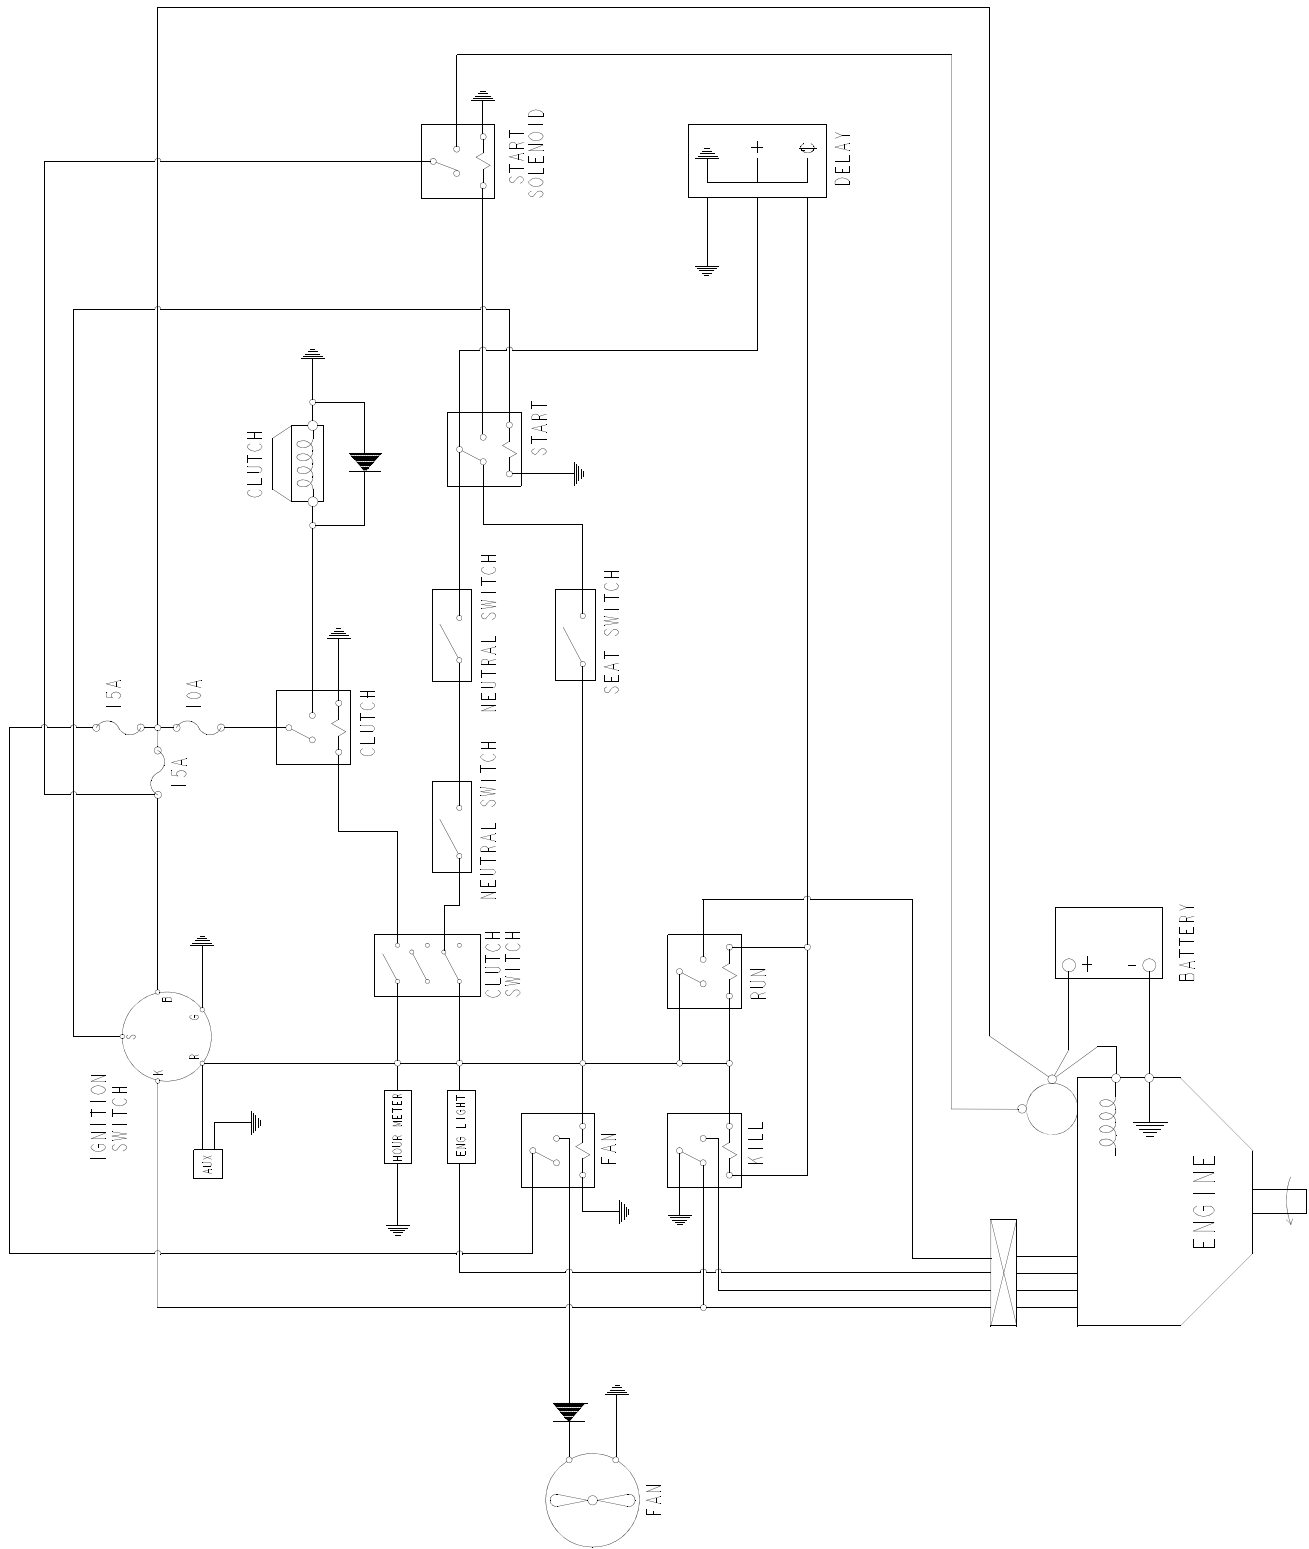 START
SOLENOID
+
₵
DELAY
CLUTCH
START
NEUTRAL SWITCH
SEAT SWITCH
15A
10A
CLUTCH
15A
NEUTRAL SWITCH
CLUTCH
SWITCH
RUN
+
-
BATTERY
B
G
S
R
K
IGNITION
SWITCH
AUX
HOUR METER
ENG LIGHT
FAN
KILL
ENGINE
FAN